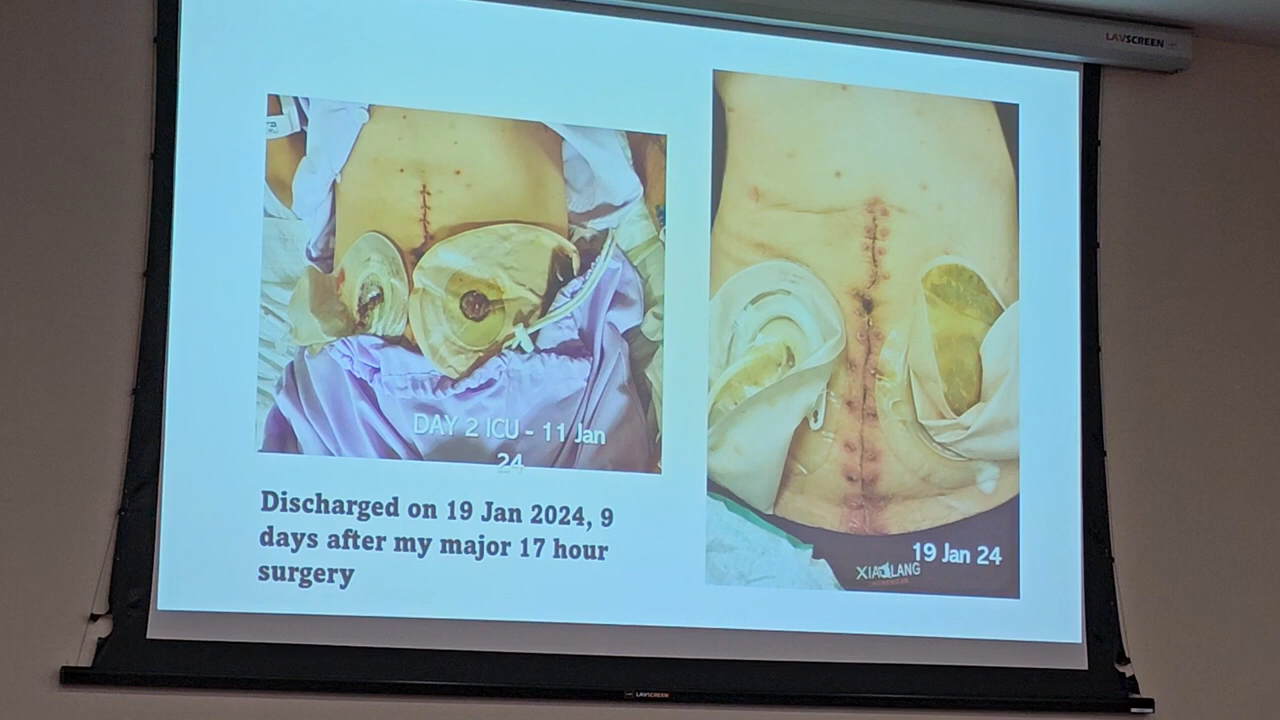 LAVSCREEN
DAY 2 ICU - 11 Jan
24
Discharged on 19 Jan 2024, 9
days after my major 17 hour
surgery
19 Jan 24
LAVSCREEN